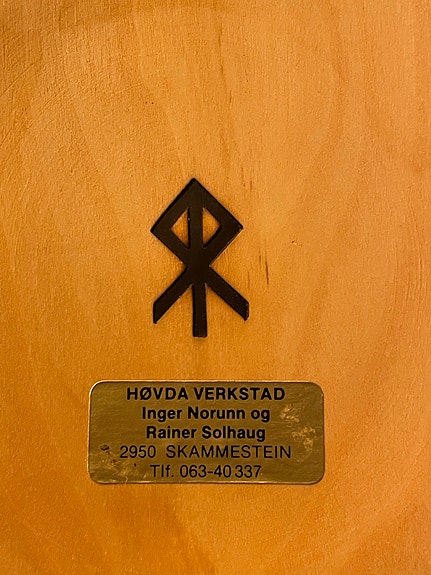 HØVDA VERKSTAD
Inger Norunn og
Rainer Solhaug
2950 SKAMMESTEIN
Tlf. 063-40 337